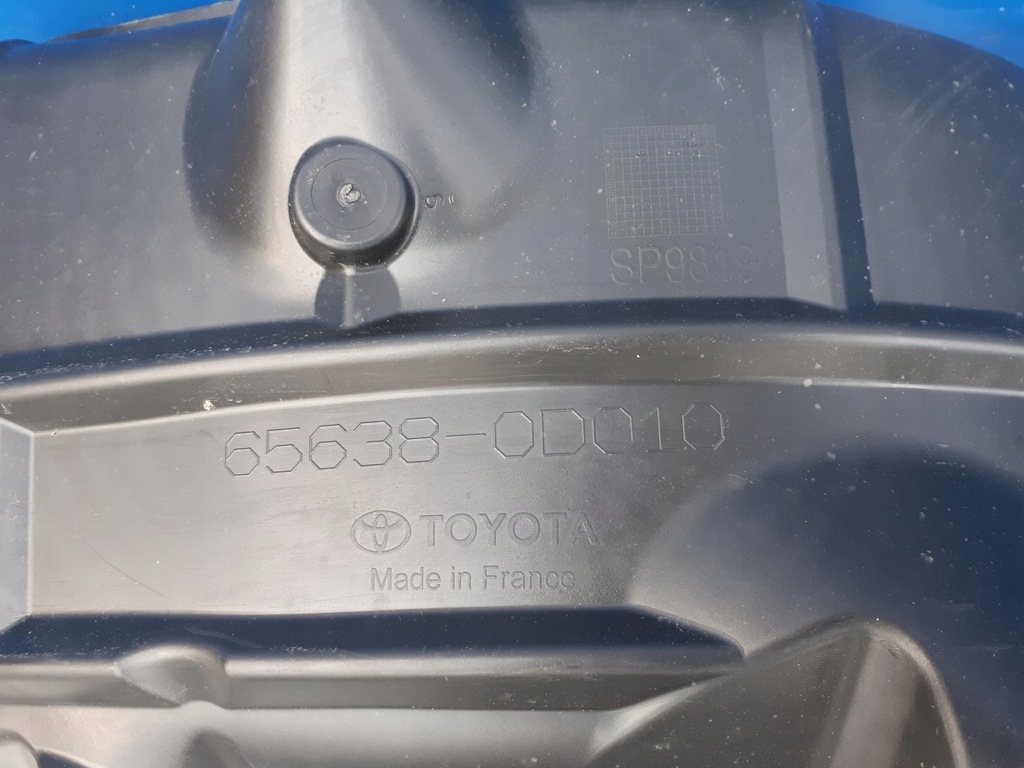 SP9819
65638-0D010
TOYOTA
Made in France